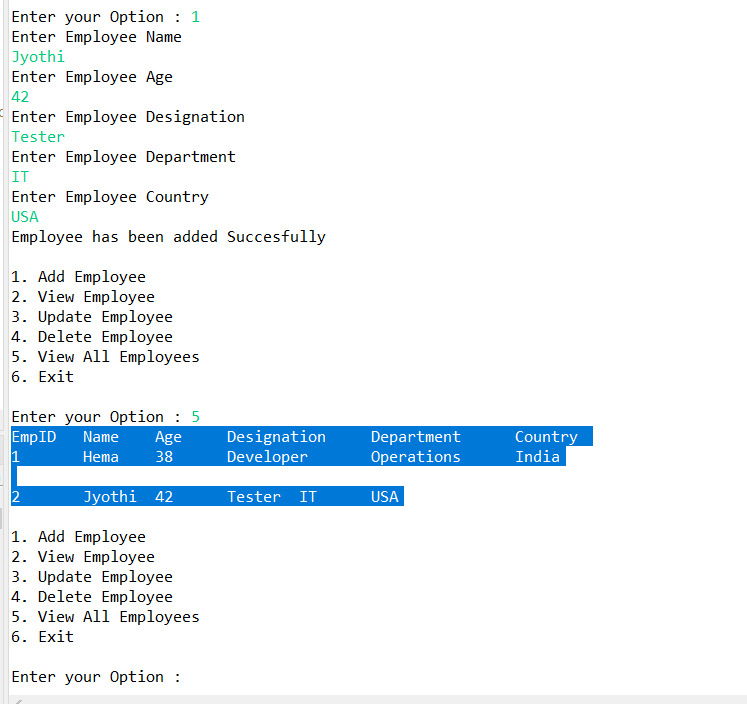 Enter your Option : 1
Enter Employee Name
Jyothi
Enter Employee Age
42
Enter Employee Designation
Tester
Enter Employee Department
IT
Enter Employee Country
USA
Employee has been added Succesfully
1. Add Employee
2. View Employee
3. Update Employee
4. Delete Employee
5. View All Employees
6. Exit
Enter your Option : 5
EmpID Name Age Designation Department Country
1 Hema 38 Developer Operations India
2 Jyothi 42 Tester IT USA
1. Add Employee
2. View Employee
3. Update Employee
4. Delete Employee
5. View All Employees
6. Exit
Enter your Option :